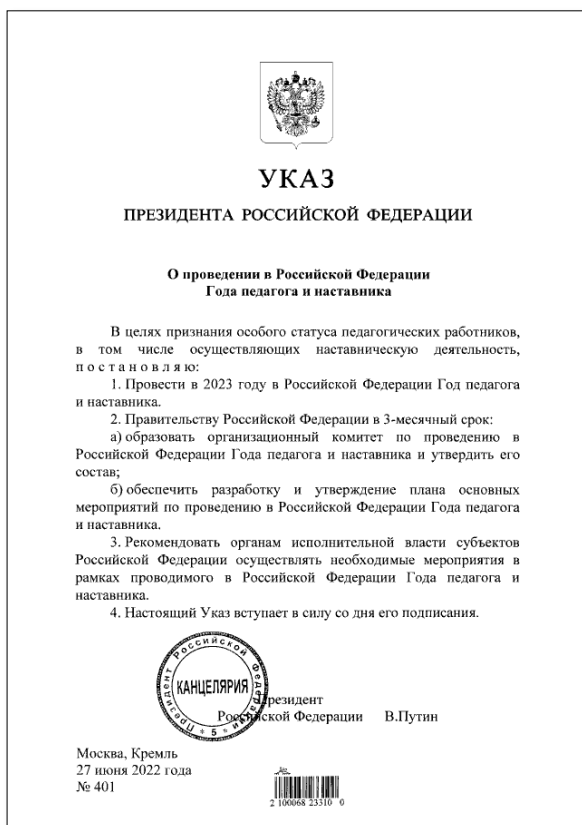 УКАЗ
ПРЕЗИДЕНТА РОССИЙСКОЙ ФЕДЕРАЦИИ
О проведении в Российской Федерации
Года педагога и наставника
В целях признания особого статуса педагогических работников,
в том числе осуществляющих наставническую деятельность,
п о с т а н о в л я ю:
1. Провести в 2023 году в Российской Федерации Год педагога
и наставника.
2. Правительству Российской Федерации в 3-месячный срок:
а) образовать организационный комитет по проведению в
Российской Федерации Года педагога и наставника и утвердить его
состав;
б) обеспечить разработку и утверждение плана основных
мероприятий по проведению в Российской Федерации Года педагога
и наставника.
3. Рекомендовать органам исполнительной власти субъектов
Российской Федерации осуществлять необходимые мероприятия в
рамках проводимого в Российской Федерации Года педагога и
наставника.
4. Настоящий Указ вступает в силу со дня его подписания.
Президент Российской Федерации
КАНЦЕЛЯРИЯ
* 5 *
Президент
Российской Федерации В.Путин
Москва, Кремль
27 июня 2022 года
№ 401
2 100068 23310 0